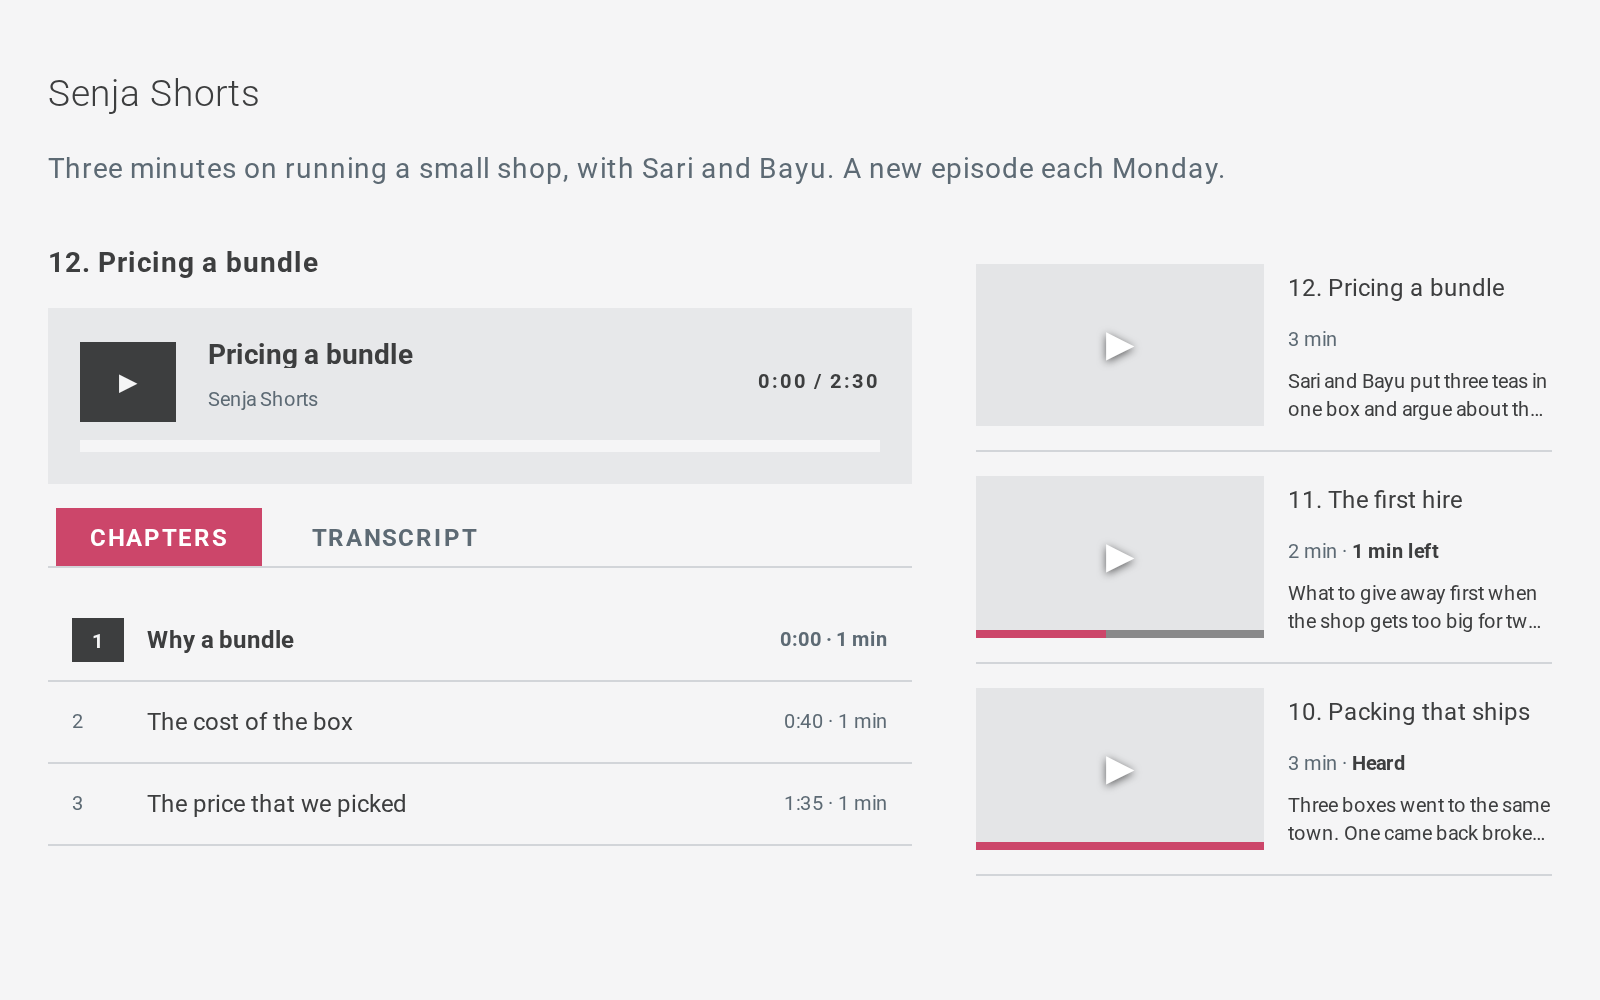 Senja Shorts
Three minutes on running a small shop, with Sari and Bayu. A new episode each Monday.
12. Pricing a bundle
Pricing a bundle
Senja Shorts
0:00 / 2:30
CHAPTERS
TRANSCRIPT
1 Why a bundle 0:00 · 1 min
2 The cost of the box 0:40 · 1 min
3 The price that we picked 1:35 · 1 min
12. Pricing a bundle
3 min
Sari and Bayu put three teas in
one box and argue about th…
11. The first hire
2 min · 1 min left
What to give away first when
the shop gets too big for tw…
10. Packing that ships
3 min · Heard
Three boxes went to the same
town. One came back broke…